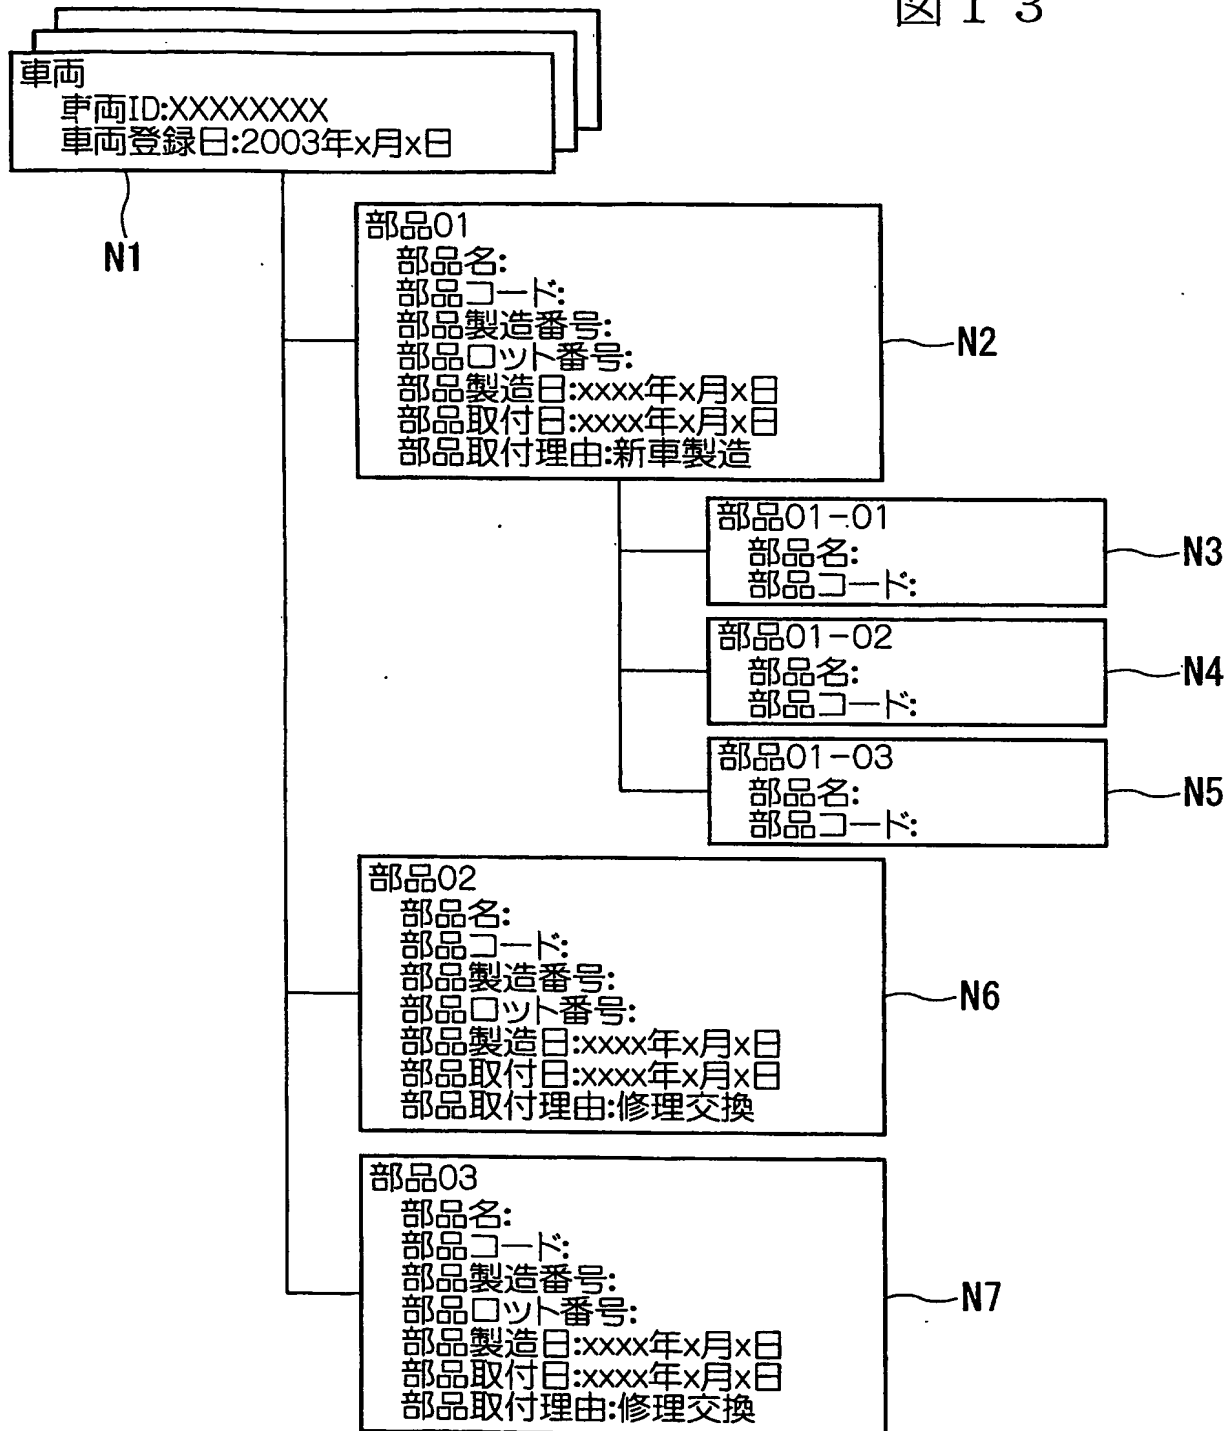 図１３
車両
車両ID:XXXXXXXX
車両登録日:2003年x月x日
N1
部品01
部品名:
部品コード:
部品製造番号:
部品ロット番号:
部品製造日:xxxx年x月x日
部品取付日:xxxx年x月x日
部品取付理由:新車製造
N2
部品01-01
部品名:
部品コード:
N3
部品01-02
部品名:
部品コード:
N4
部品01-03
部品名:
部品コード:
N5
部品02
部品名:
部品コード:
部品製造番号:
部品ロット番号:
部品製造日:xxxx年x月x日
部品取付日:xxxx年x月x日
部品取付理由:修理交換
N6
部品03
部品名:
部品コード:
部品製造番号:
部品ロット番号:
部品製造日:xxxx年x月x日
部品取付日:xxxx年x月x日
部品取付理由:修理交換
N7